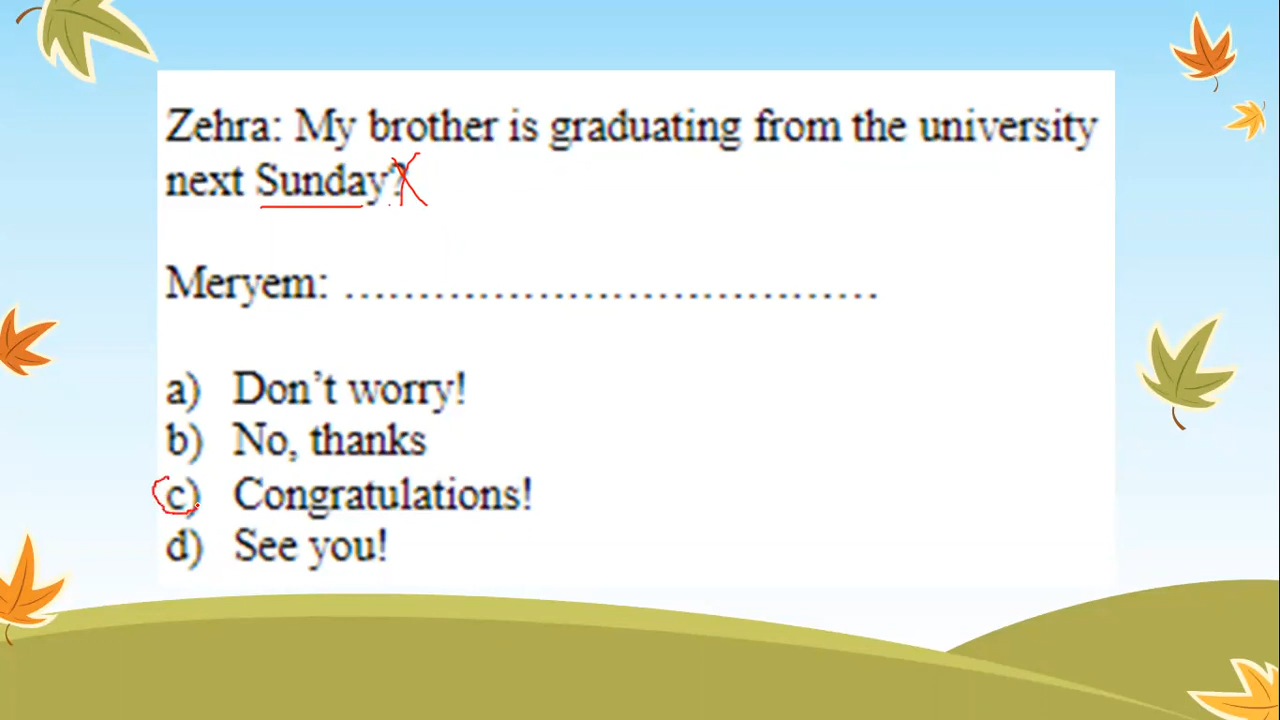 Zehra: My brother is graduating from the university
next Sunday?
Meryem: ………………………………
a) Don’t worry!
b) No, thanks
c) Congratulations!
d) See you!